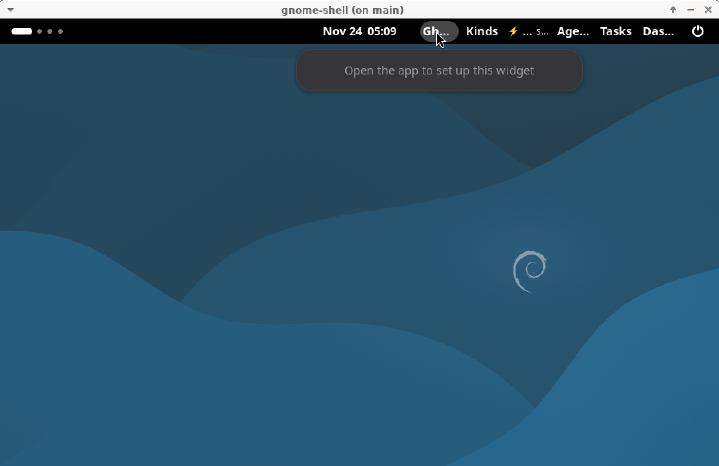 gnome-shell (on main)
Nov 24 05:09 Gh... Kinds ⚡ ... s... Age... Tasks Das...
Open the app to set up this widget